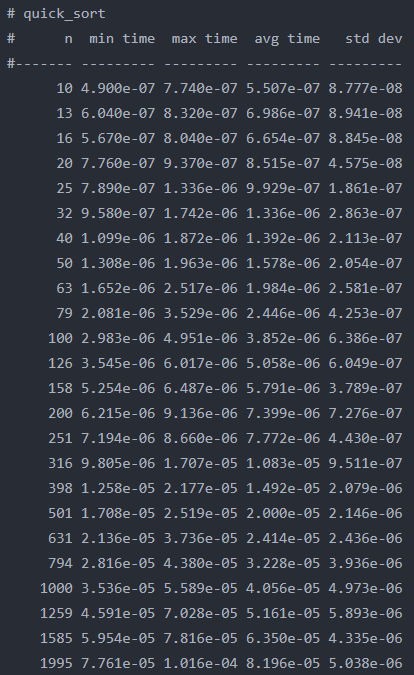 # quick_sort
#      n  min time  max time  avg time   std dev
#------- --------- --------- --------- ---------
      10 4.900e-07 7.740e-07 5.507e-07 8.777e-08
      13 6.040e-07 8.320e-07 6.986e-07 8.941e-08
      16 5.670e-07 8.040e-07 6.654e-07 8.845e-08
      20 7.760e-07 9.370e-07 8.515e-07 4.575e-08
      25 7.890e-07 1.336e-06 9.929e-07 1.861e-07
      32 9.580e-07 1.742e-06 1.336e-06 2.863e-07
      40 1.099e-06 1.872e-06 1.392e-06 2.113e-07
      50 1.308e-06 1.963e-06 1.578e-06 2.054e-07
      63 1.652e-06 2.517e-06 1.984e-06 2.581e-07
      79 2.081e-06 3.529e-06 2.446e-06 4.253e-07
     100 2.983e-06 4.951e-06 3.852e-06 6.386e-07
     126 3.545e-06 6.017e-06 5.058e-06 6.049e-07
     158 5.254e-06 6.487e-06 5.791e-06 3.789e-07
     200 6.215e-06 9.136e-06 7.399e-06 7.276e-07
     251 7.194e-06 8.660e-06 7.772e-06 4.430e-07
     316 9.805e-06 1.707e-05 1.083e-05 9.511e-07
     398 1.258e-05 2.177e-05 1.492e-05 2.079e-06
     501 1.708e-05 2.519e-05 2.000e-05 2.146e-06
     631 2.136e-05 3.736e-05 2.414e-05 2.436e-06
     794 2.816e-05 4.380e-05 3.228e-05 3.936e-06
    1000 3.536e-05 5.589e-05 4.056e-05 4.973e-06
    1259 4.591e-05 7.028e-05 5.161e-05 5.893e-06
    1585 5.954e-05 7.816e-05 6.350e-05 4.335e-06
    1995 7.761e-05 1.016e-04 8.196e-05 5.038e-06